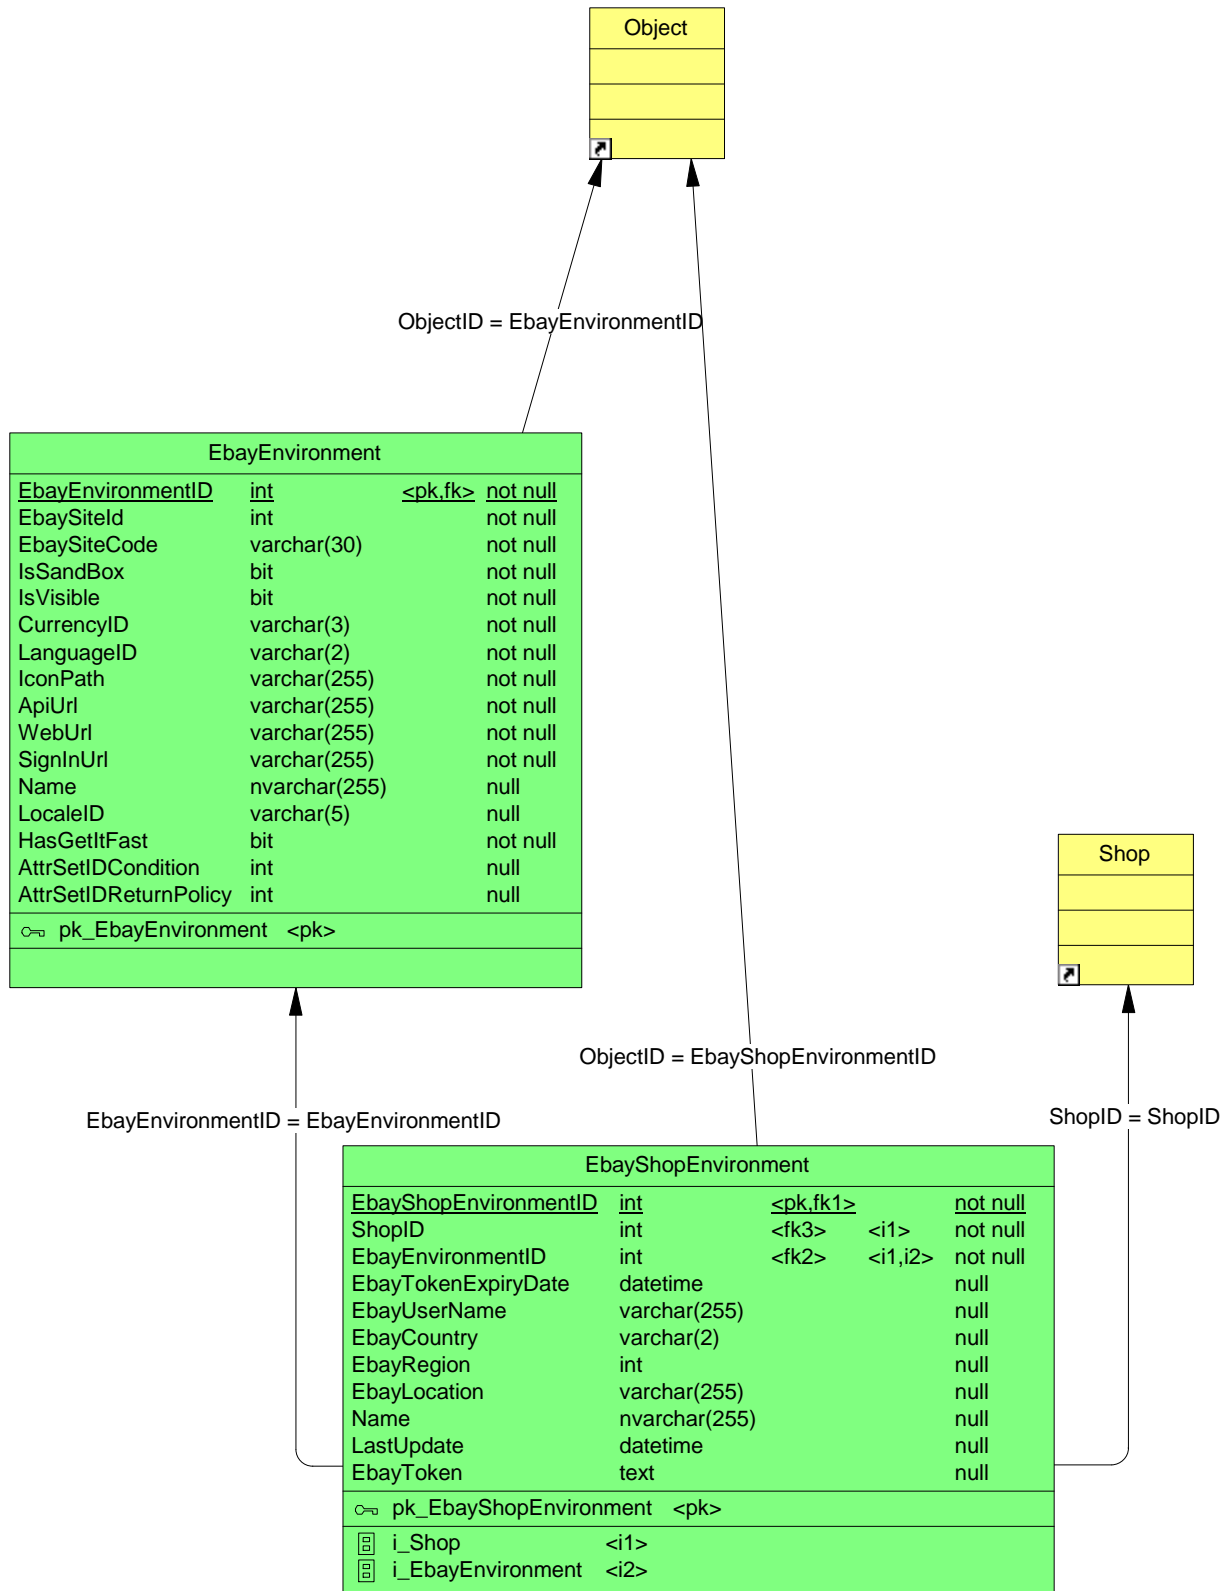 Object
ObjectID = EbayEnvironmentID
EbayEnvironment
EbayEnvironmentID int <pk,fk> not null
EbaySiteId int not null
EbaySiteCode varchar(30) not null
IsSandBox bit not null
IsVisible bit not null
CurrencyID varchar(3) not null
LanguageID varchar(2) not null
IconPath varchar(255) not null
ApiUrl varchar(255) not null
WebUrl varchar(255) not null
SignInUrl varchar(255) not null
Name nvarchar(255) null
LocaleID varchar(5) null
HasGetItFast bit not null
AttrSetIDCondition int null
AttrSetIDReturnPolicy int null
pk_EbayEnvironment <pk>
Shop
ObjectID = EbayShopEnvironmentID
EbayEnvironmentID = EbayEnvironmentID
ShopID = ShopID
EbayShopEnvironment
EbayShopEnvironmentID int <pk,fk1> not null
ShopID int <fk3> <i1> not null
EbayEnvironmentID int <fk2> <i1,i2> not null
EbayTokenExpiryDate datetime null
EbayUserName varchar(255) null
EbayCountry varchar(2) null
EbayRegion int null
EbayLocation varchar(255) null
Name nvarchar(255) null
LastUpdate datetime null
EbayToken text null
pk_EbayShopEnvironment <pk>
i_Shop <i1>
i_EbayEnvironment <i2>